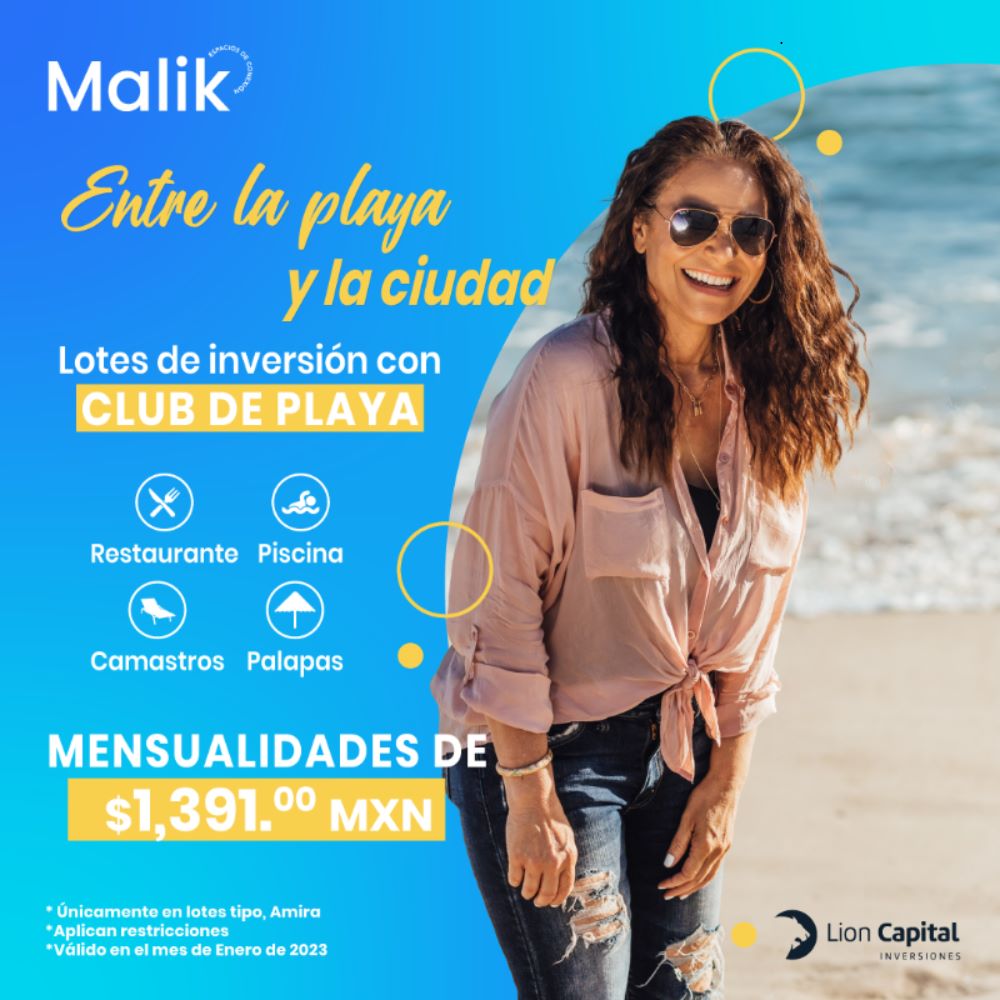 Malik
ESPACIOS DE CONEXIÓN
Entre la playa
y la ciudad
Lotes de inversión con
CLUB DE PLAYA
Restaurante Piscina
Camastros Palapas
MENSUALIDADES DE
$1,391.00 MXN
* Únicamente en lotes tipo, Amira
*Aplican restricciones
*Válido en el mes de Enero de 2023
Lion Capital
INVERSIONES